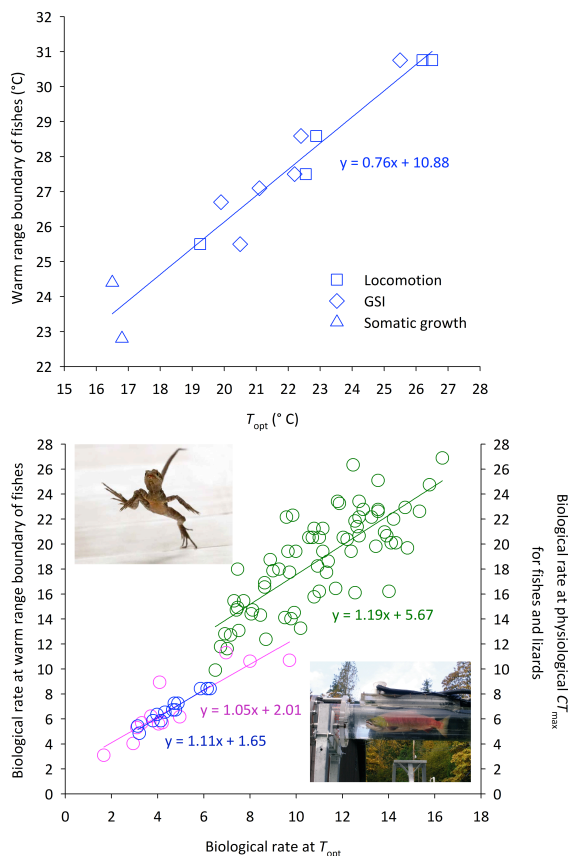 32
31
30
29
28
27
26
25
24
23
22
Warm range boundary of fishes (°C)
y = 0.76x + 10.88
Locomotion
GSI
Somatic growth
15 16 17 18 19 20 21 22 23 24 25 26 27 28
Topt (° C)
28 28
26 26
24 24
22 22
20 20
18 18
16 16
14 14
12 12
10 10
8 8
6 6
4 4
2 2
0 0
Biological rate at warm range boundary of fishes
Biological rate at physiological CTmax
for fishes and lizards
y = 1.19x + 5.67
y = 1.05x + 2.01
y = 1.11x + 1.65
0 2 4 6 8 10 12 14 16 18
Biological rate at Topt